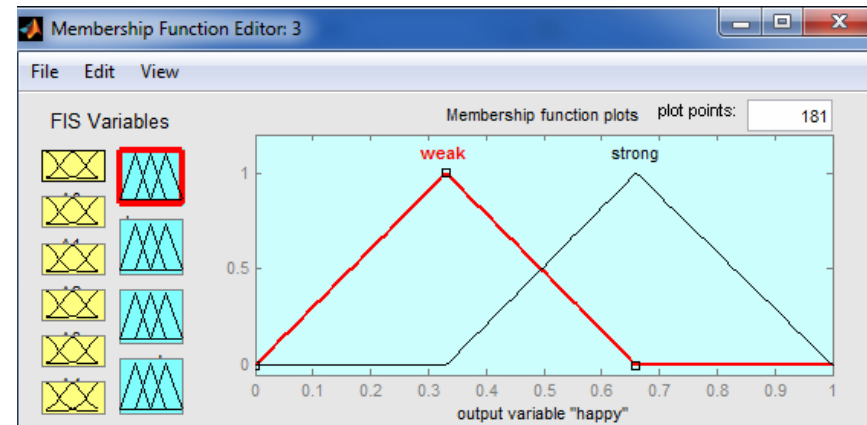 Membership Function Editor: 3
File Edit View
FIS Variables
Membership function plots plot points: 181
weak strong
1
0.5
0
0 0.1 0.2 0.3 0.4 0.5 0.6 0.7 0.8 0.9 1
output variable "happy"